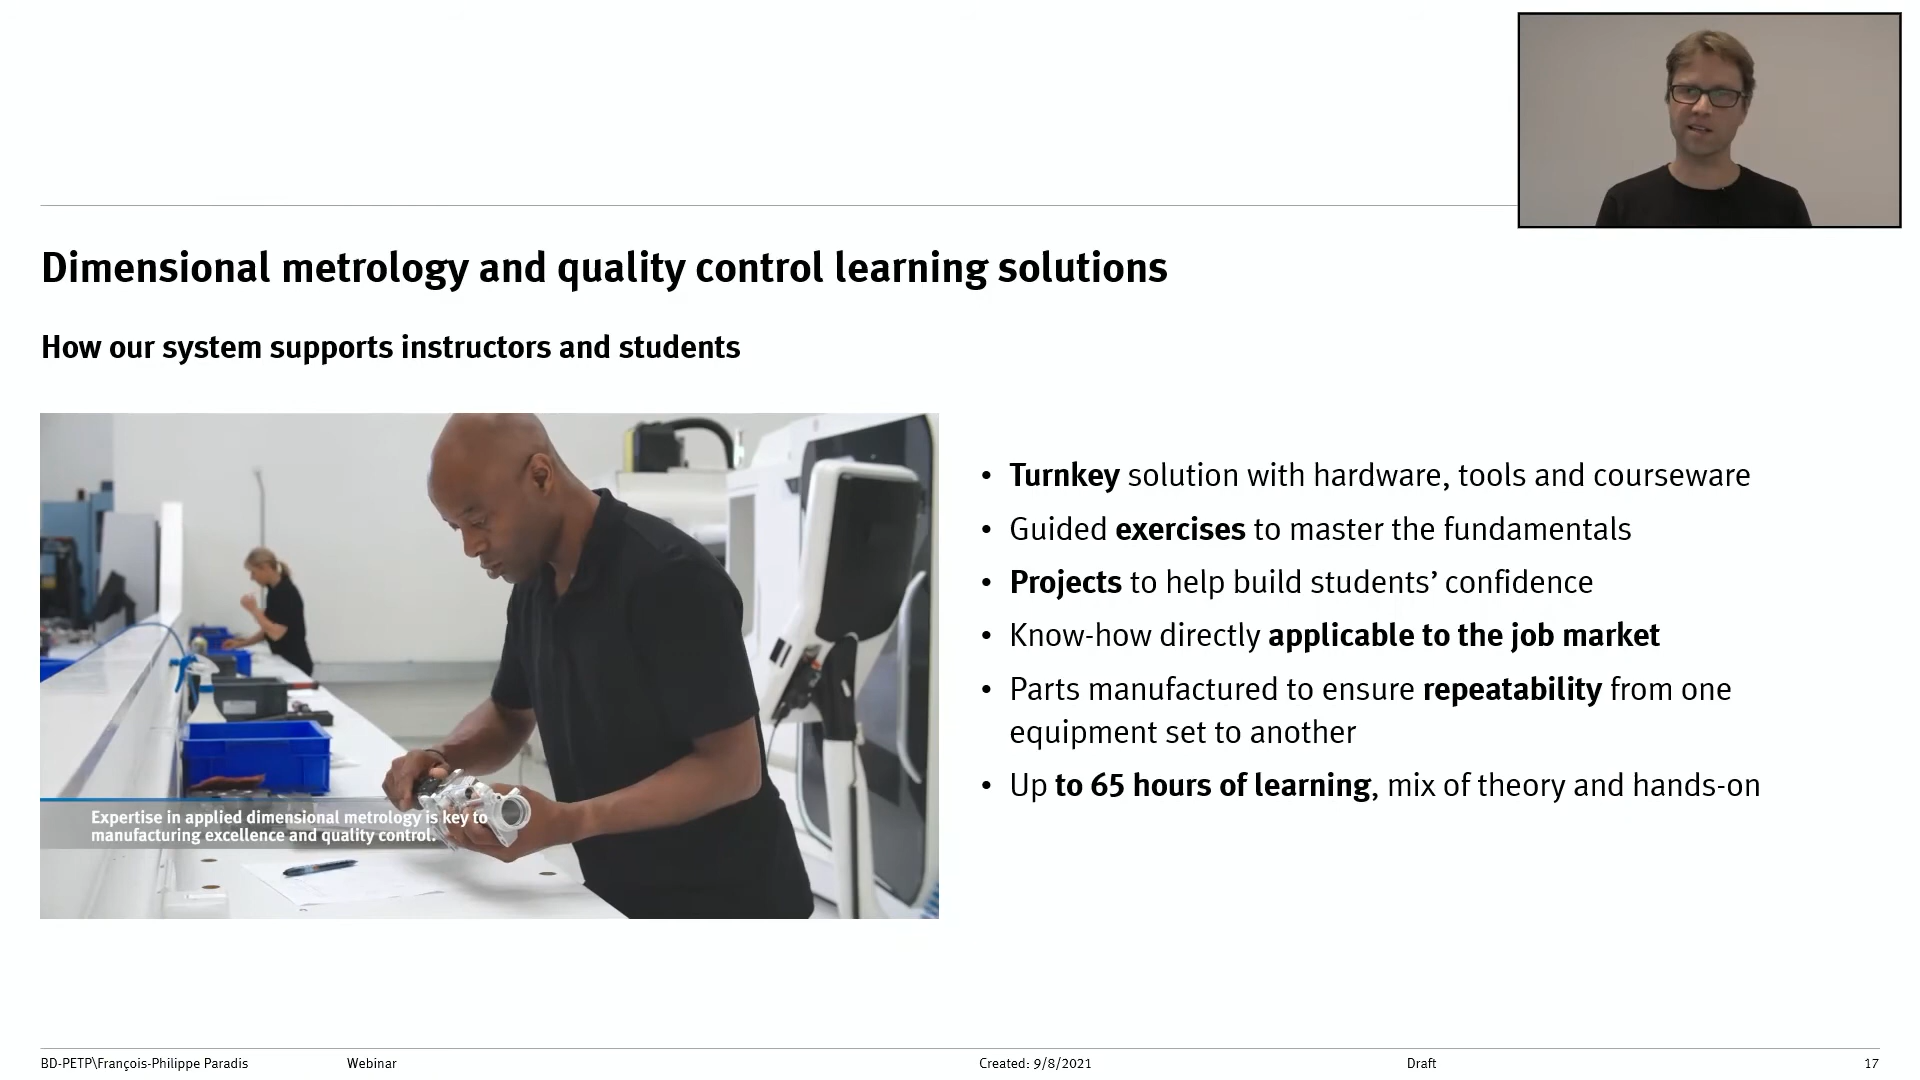 Dimensional metrology and quality control learning solutions
How our system supports instructors and students
Expertise in applied dimensional metrology is key to
manufacturing excellence and quality control.
• Turnkey solution with hardware, tools and courseware
• Guided exercises to master the fundamentals
• Projects to help build students’ confidence
• Know-how directly applicable to the job market
• Parts manufactured to ensure repeatability from one
equipment set to another
• Up to 65 hours of learning, mix of theory and hands-on
BD-PETP\François-Philippe Paradis Webinar Created: 9/8/2021 Draft 17